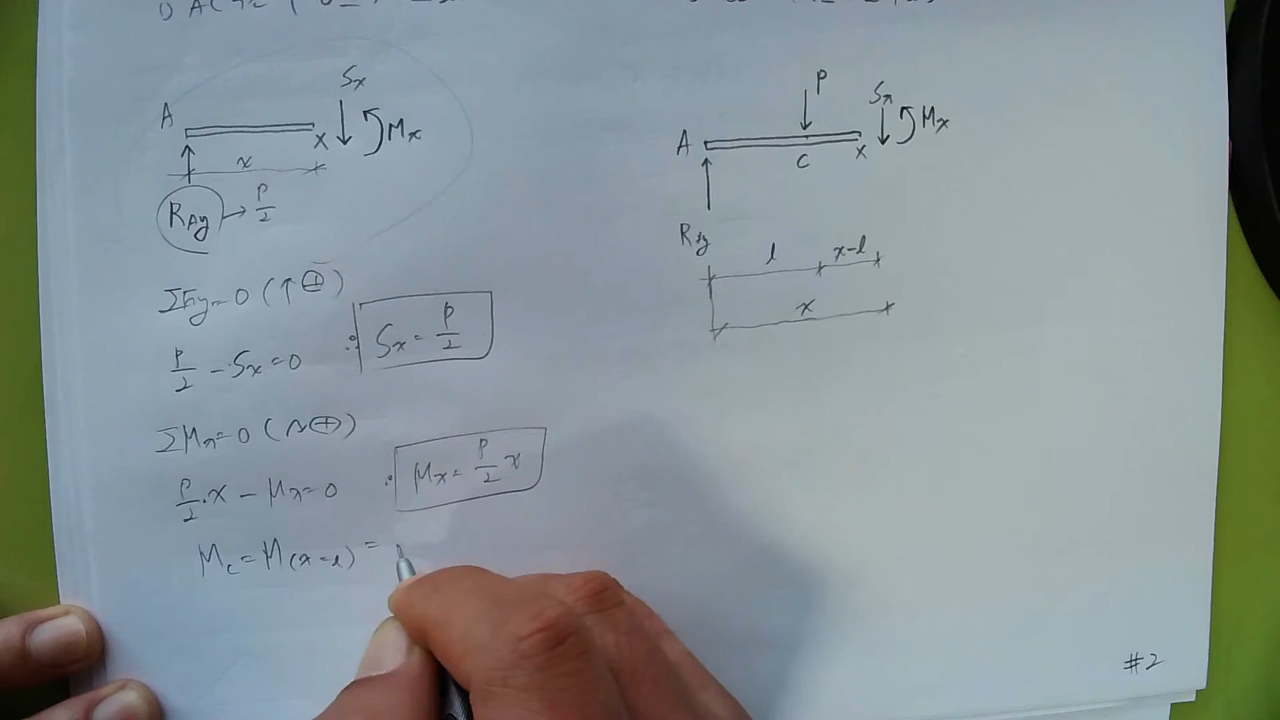 Sx
A
Mx
x
x
RAy → P/2
ΣFy=0 (↑⊕)
P/2 - Sx = 0
∴ Sx = P/2
ΣMx=0 (↷⊕)
P/2·x - Mx = 0
∴ Mx = P/2 x
Mc = M(x=l) =
P
Sx
A
Mx
C
x
RAy
l
x-l
x
#2